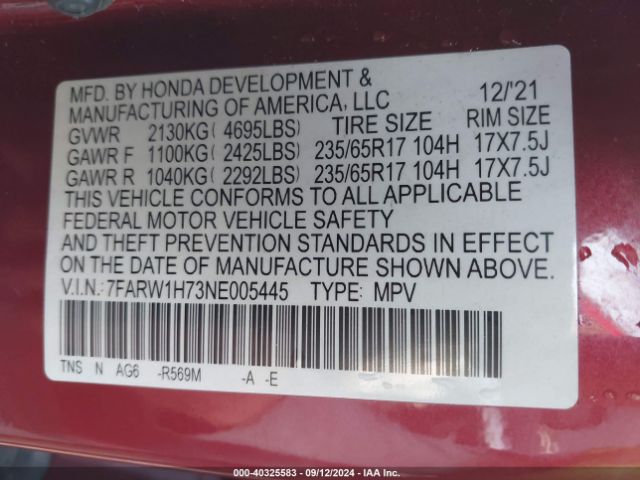 MFD. BY HONDA DEVELOPMENT &
MANUFACTURING OF AMERICA, LLC 12/'21
GVWR 2130KG( 4695LBS) TIRE SIZE RIM SIZE
GAWR F 1100KG( 2425LBS) 235/65R17 104H 17X7.5J
GAWR R 1040KG( 2292LBS) 235/65R17 104H 17X7.5J
THIS VEHICLE CONFORMS TO ALL APPLICABLE
FEDERAL MOTOR VEHICLE SAFETY
AND THEFT PREVENTION STANDARDS IN EFFECT
ON THE DATE OF MANUFACTURE SHOWN ABOVE.
V.I.N.: 7FARW1H73NE005445 TYPE: MPV
TNS N AG6 -R569M -A -E
000-40325583 - 09/12/2024 - IAA Inc.